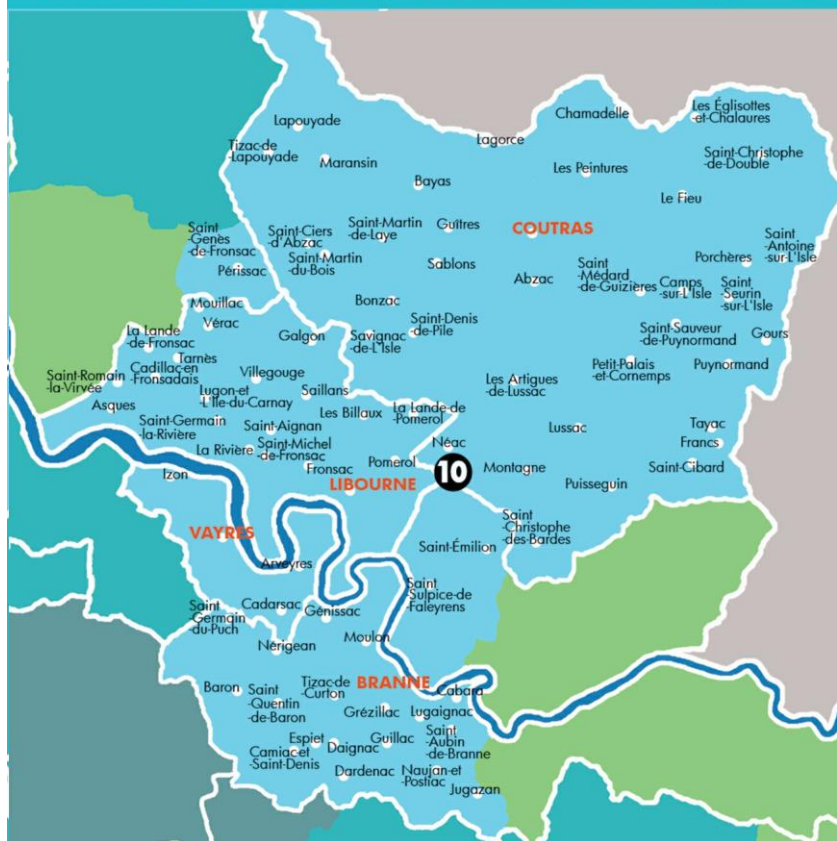 Lapouyade
Chamadelle
Les Églisottes
-et-Chalaures
Lagorce
Tizac-de
-Lapouyade
Maransin
Saint-Christophe
-de-Double
Les Peintures
Bayas
Le Fieu
Saint
-Genès
-de-Fronsac
Saint-Ciers
d'Abzac
Saint-Martin
-de-Laye
Guîtres
COUTRAS
Saint
-Antoine
-sur-L'Isle
Saint-Martin
-du-Bois
Périssac
Sablons
Abzac
Saint
-Médard
-de-Guizières
Porchères
Camps
-sur-L'Isle
Saint
-Seurin
-sur-L'Isle
Mouillac
Bonzac
Vérac
Saint-Denis
-de-Pile
La Lande
-de-Fronsac
Galgon
Savignac
-de-L'Isle
Saint-Sauveur
-de-Puynormand
Gours
Tarnès
Cadillac-en
-Fronsadais
Petit-Palais
-et-Cornemps
Puynormand
Saint-Romain
-la-Virvée
Villegouge
Lugon-et
-L'Ile-du-Carnay
Saillans
Les Artigues
-de-Lussac
Asques
Les Billaux
La Lande de
-Pomerol
Saint-Germain
-la-Rivière
Saint-Aignan
Lussac
Tayac
Francs
La Rivière
Saint-Michel
-de-Fronsac
Néac
Fronsac
Pomerol
10
Montagne
Saint-Cibard
Izon
LIBOURNE
Puisseguin
VAYRES
Saint
-Christophe
-des-Bardes
Saint-Émilion
Arveyres
Saint
-Sulpice-de
-Faleyrens
Saint
-Germain
-du-Puch
Cadarsac
Génissac
Moulon
Nérigean
BRANNE
Baron
Saint
-Quentin
-de-Baron
Tizac-de
-Curton
Cabara
Grézillac
Lugaignac
Espiet
Daignac
Guillac
Saint
-Aubin
-de-Branne
Camiac-et
-Saint-Denis
Dardenac
Naujan-et
-Postiac
Jugazan